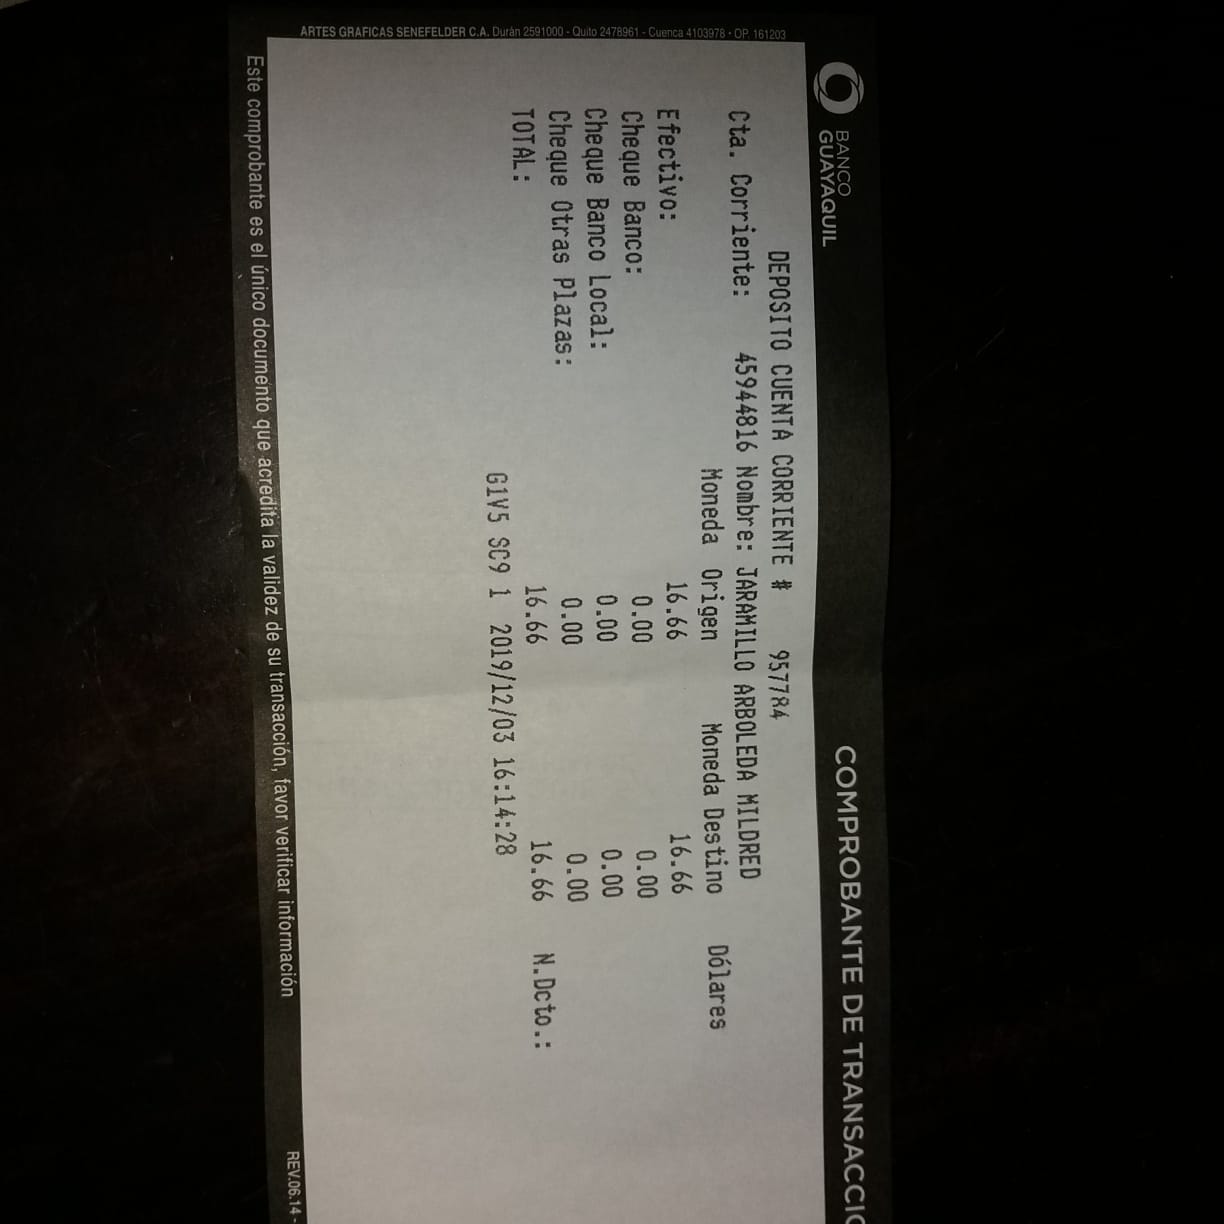 BANCO
GUAYAQUIL
COMPROBANTE DE TRANSACCIO
DEPOSITO CUENTA CORRIENTE # 957784
Cta. Corriente: 45944816 Nombre: JARAMILLO ARBOLEDA MILDRED
Moneda Origen Moneda Destino Dólares
Efectivo: 16.66 16.66
Cheque Banco: 0.00 0.00
Cheque Banco Local: 0.00 0.00
Cheque Otras Plazas: 0.00 0.00
TOTAL: 16.66 16.66 N.Dcto.:
G1V5 SC9 1 2019/12/03 16:14:28
Este comprobante es el único documento que acredita la validez de su transacción, favor verificar información
REV.06.14 -
ARTES GRAFICAS SENEFELDER C.A. Durán 2591000 - Quito 2478961 - Cuenca 4103978 - OP. 161203